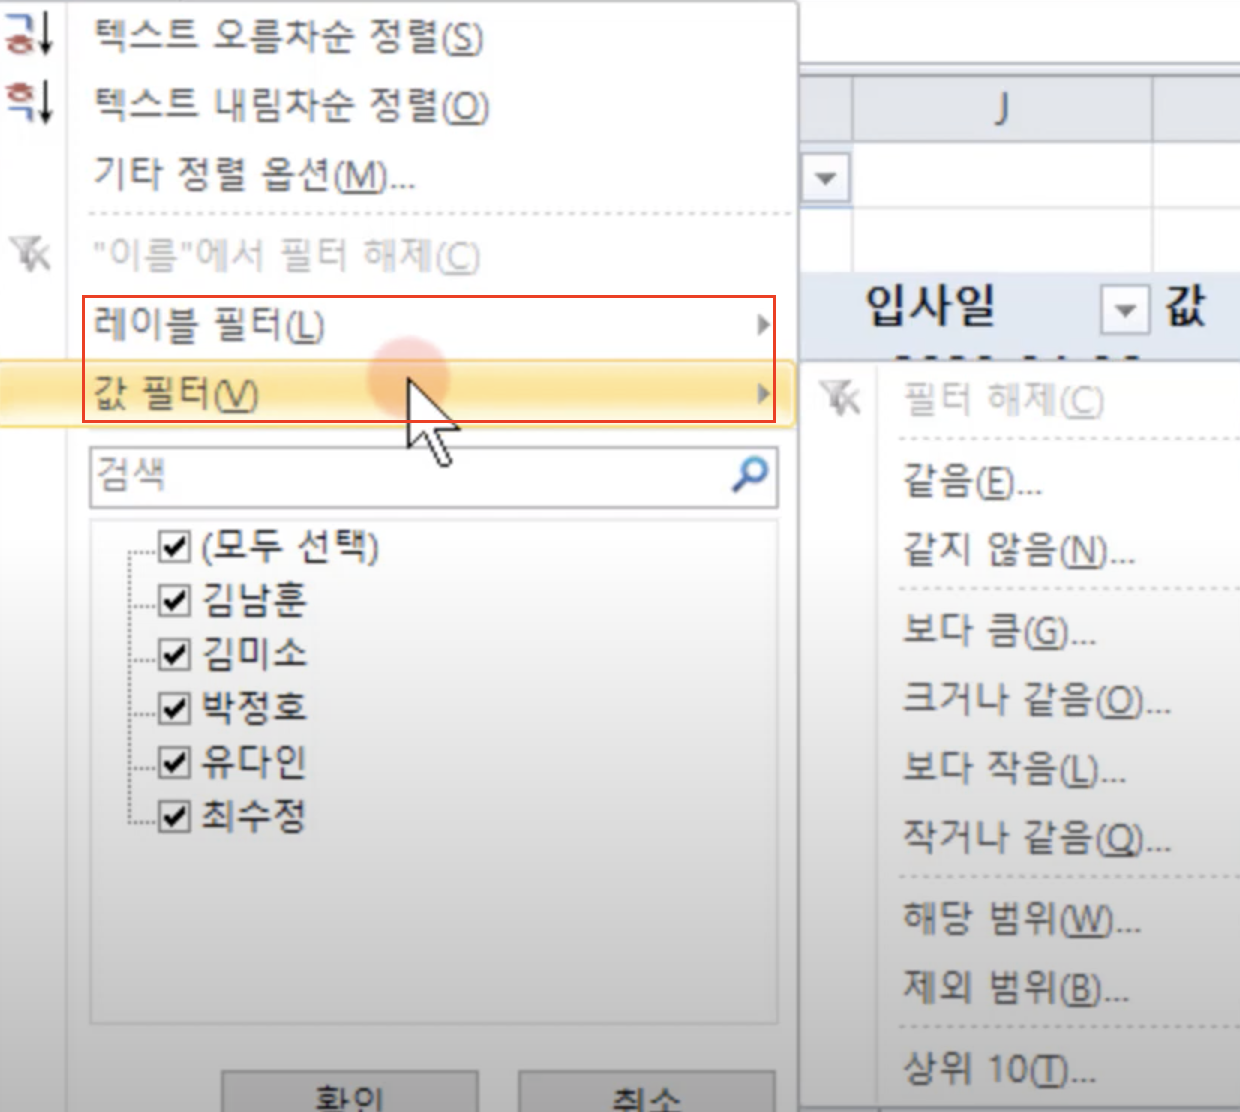 텍스트 오름차순 정렬(S)
텍스트 내림차순 정렬(O)
기타 정렬 옵션(M)...
"이름"에서 필터 해제(C)
레이블 필터(L)
값 필터(V)
검색
(모두 선택)
김남훈
김미소
박정호
유다인
최수정
확인
취소
J
입사일
값
필터 해제(C)
같음(E)...
같지 않음(N)...
보다 큼(G)...
크거나 같음(O)...
보다 작음(L)...
작거나 같음(Q)...
해당 범위(W)...
제외 범위(B)...
상위 10(T)...